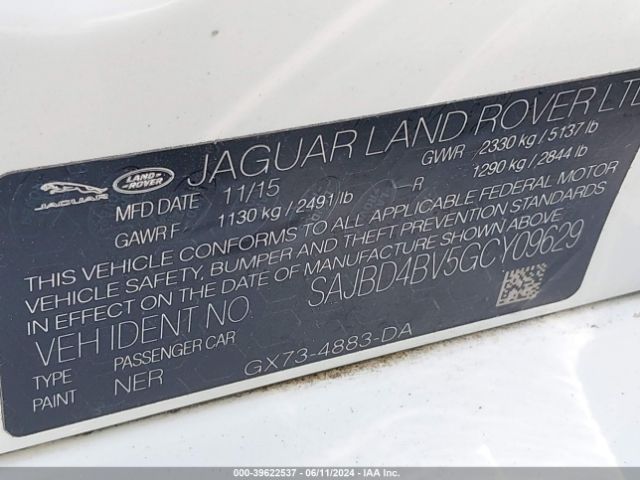 JAGUAR
LAND ROVER
JAGUAR LAND ROVER LTD
MFD DATE 11/15 GVWR 2330 kg / 5137 lb
GAWR F 1130 kg / 2491 lb R 1290 kg / 2844 lb
THIS VEHICLE CONFORMS TO ALL APPLICABLE FEDERAL MOTOR
VEHICLE SAFETY, BUMPER AND THEFT PREVENTION STANDARDS
IN EFFECT ON THE DATE OF MANUFACTURE SHOWN ABOVE
VEH IDENT NO SAJBD4BV5GCY09629
TYPE PASSENGER CAR
PAINT NER GX73-4883-DA
© IAA-39622537 - 06/11/2024 - IAAI.com